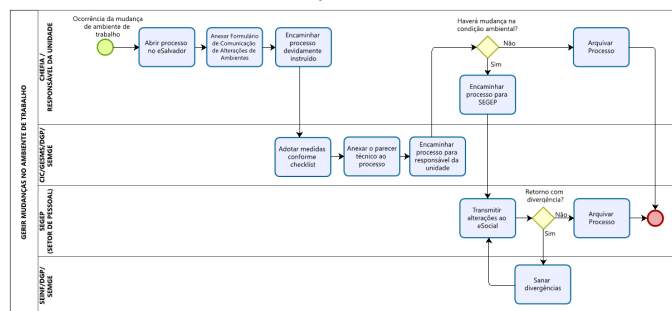 GERIR MUDANÇAS NO AMBIENTE DE TRABALHO
CHEFIA /
RESPONSÁVEL DA UNIDADE
Ocorrência da mudança
de ambiente de
trabalho
Abrir processo
no eSalvador
Anexar Formulário
de Comunicação
de Alterações de
Ambientes
Encaminhar
processo
devidamente
instruído
Haverá mudança na
condição ambiental?
Não
Sim
Arquivar
Processo
Encaminhar
processo para
SEGEP
CIC/GESMS/DGP/
SEMGE
Adotar medidas
conforme
checklist
Anexar o parecer
técnico ao
processo
Encaminhar
processo para
responsável da
unidade
SEGEP
(SETOR DE PESSOAL)
Transmitir
alterações ao
eSocial
Retorno com
divergência?
Não
Sim
Arquivar
Processo
SEINF/DGP/
SEMGE
Sanar
divergências